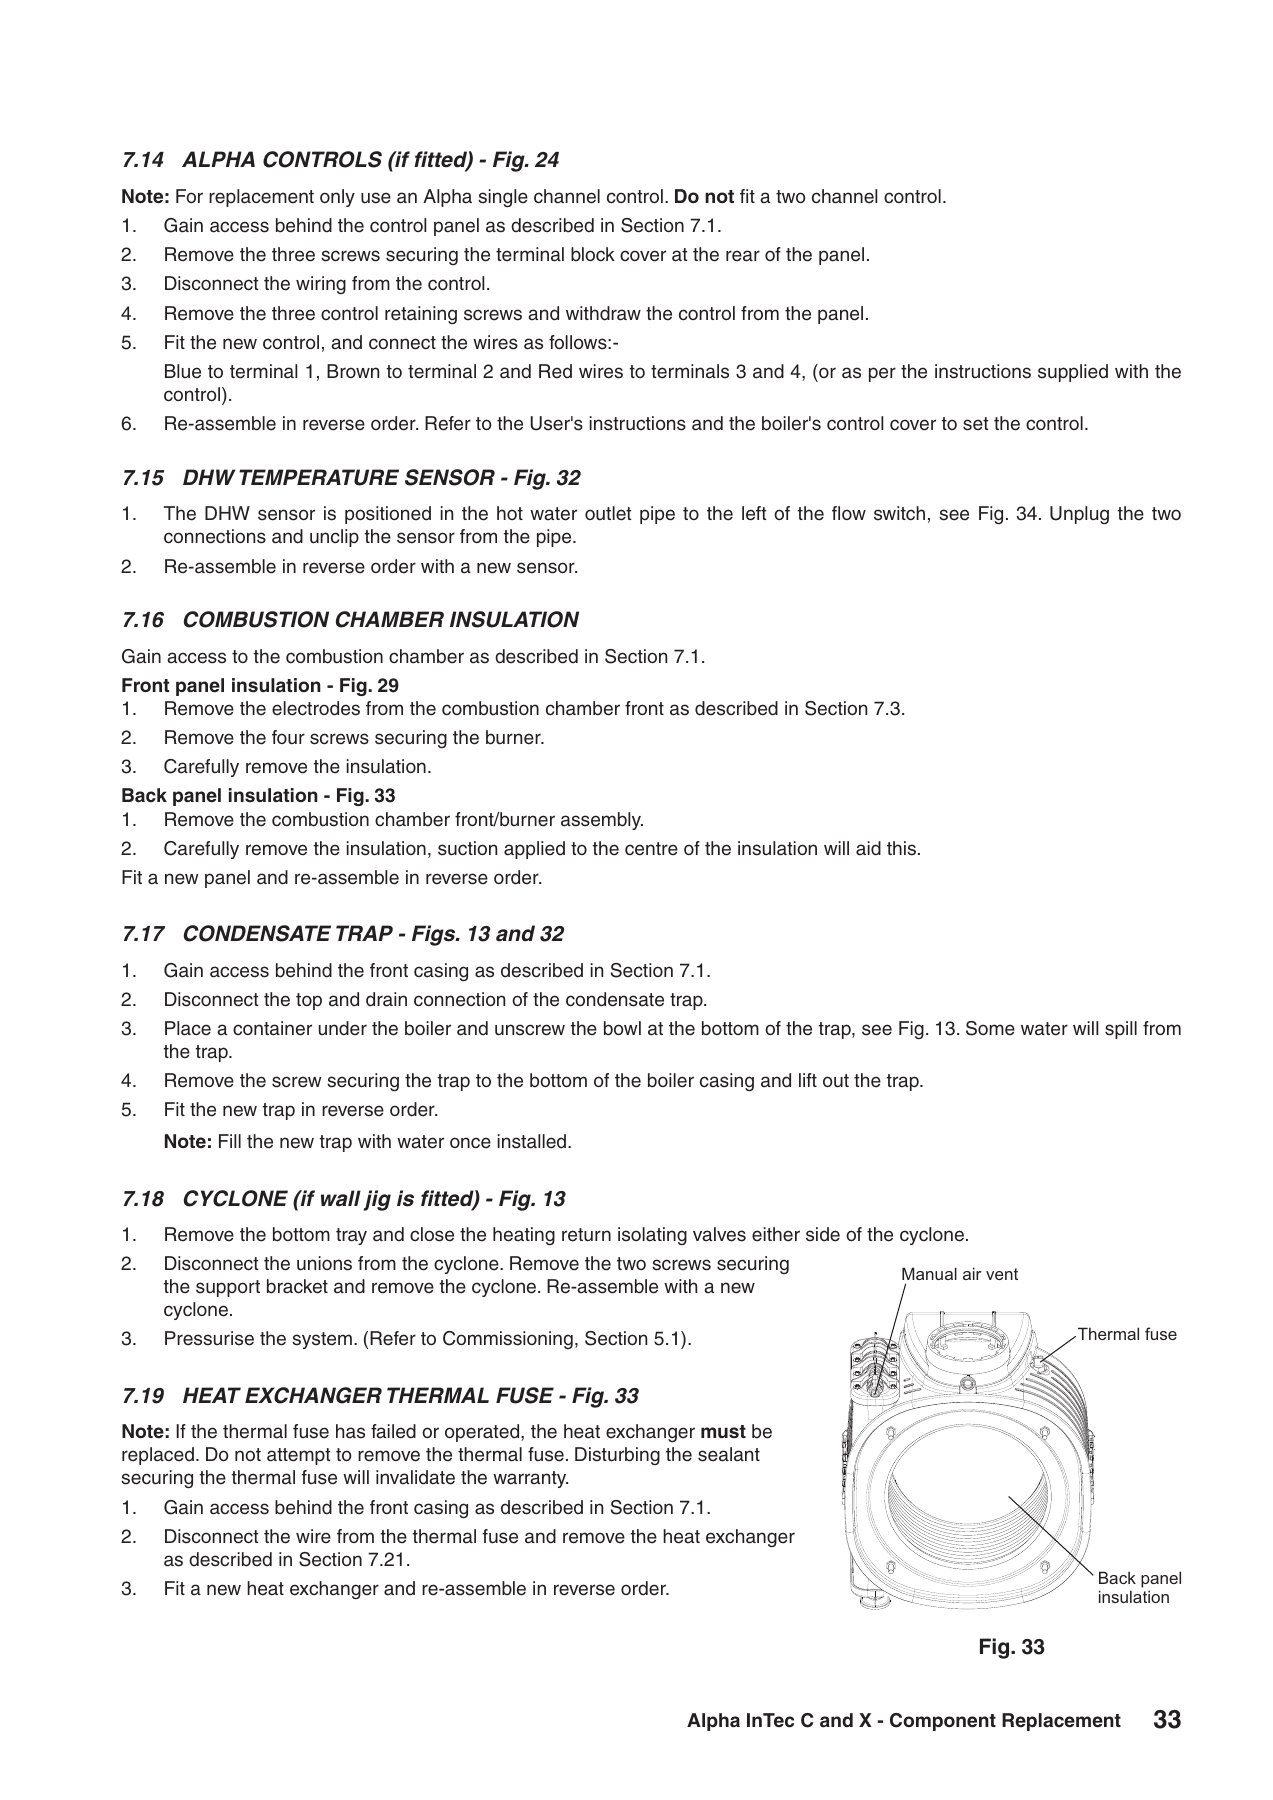 7.14 ALPHA CONTROLS (if fitted) - Fig. 24
Note: For replacement only use an Alpha single channel control. Do not fit a two channel control.
1. Gain access behind the control panel as described in Section 7.1.
2. Remove the three screws securing the terminal block cover at the rear of the panel.
3. Disconnect the wiring from the control.
4. Remove the three control retaining screws and withdraw the control from the panel.
5. Fit the new control, and connect the wires as follows:-
Blue to terminal 1, Brown to terminal 2 and Red wires to terminals 3 and 4, (or as per the instructions supplied with the
control).
6. Re-assemble in reverse order. Refer to the User's instructions and the boiler's control cover to set the control.
7.15 DHW TEMPERATURE SENSOR - Fig. 32
1. The DHW sensor is positioned in the hot water outlet pipe to the left of the flow switch, see Fig. 34. Unplug the two
connections and unclip the sensor from the pipe.
2. Re-assemble in reverse order with a new sensor.
7.16 COMBUSTION CHAMBER INSULATION
Gain access to the combustion chamber as described in Section 7.1.
Front panel insulation - Fig. 29
1. Remove the electrodes from the combustion chamber front as described in Section 7.3.
2. Remove the four screws securing the burner.
3. Carefully remove the insulation.
Back panel insulation - Fig. 33
1. Remove the combustion chamber front/burner assembly.
2. Carefully remove the insulation, suction applied to the centre of the insulation will aid this.
Fit a new panel and re-assemble in reverse order.
7.17 CONDENSATE TRAP - Figs. 13 and 32
1. Gain access behind the front casing as described in Section 7.1.
2. Disconnect the top and drain connection of the condensate trap.
3. Place a container under the boiler and unscrew the bowl at the bottom of the trap, see Fig. 13. Some water will spill from
the trap.
4. Remove the screw securing the trap to the bottom of the boiler casing and lift out the trap.
5. Fit the new trap in reverse order.
Note: Fill the new trap with water once installed.
7.18 CYCLONE (if wall jig is fitted) - Fig. 13
1. Remove the bottom tray and close the heating return isolating valves either side of the cyclone.
2. Disconnect the unions from the cyclone. Remove the two screws securing
the support bracket and remove the cyclone. Re-assemble with a new
cyclone.
3. Pressurise the system. (Refer to Commissioning, Section 5.1).
7.19 HEAT EXCHANGER THERMAL FUSE - Fig. 33
Note: If the thermal fuse has failed or operated, the heat exchanger must be
replaced. Do not attempt to remove the thermal fuse. Disturbing the sealant
securing the thermal fuse will invalidate the warranty.
1. Gain access behind the front casing as described in Section 7.1.
2. Disconnect the wire from the thermal fuse and remove the heat exchanger
as described in Section 7.21.
3. Fit a new heat exchanger and re-assemble in reverse order.
Manual air vent
Thermal fuse
Back panel
insulation
Fig. 33
Alpha InTec C and X - Component Replacement 33